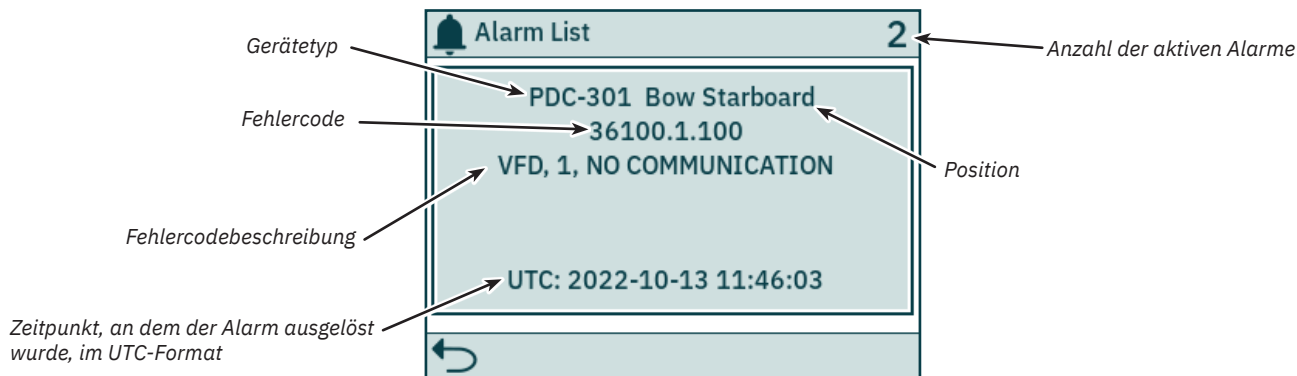 Alarm List
2
Gerätetyp
Anzahl der aktiven Alarme
PDC-301 Bow Starboard
Fehlercode
36100.1.100
VFD, 1, NO COMMUNICATION
Position
Fehlercodebeschreibung
UTC: 2022-10-13 11:46:03
Zeitpunkt, an dem der Alarm ausgelöst
wurde, im UTC-Format